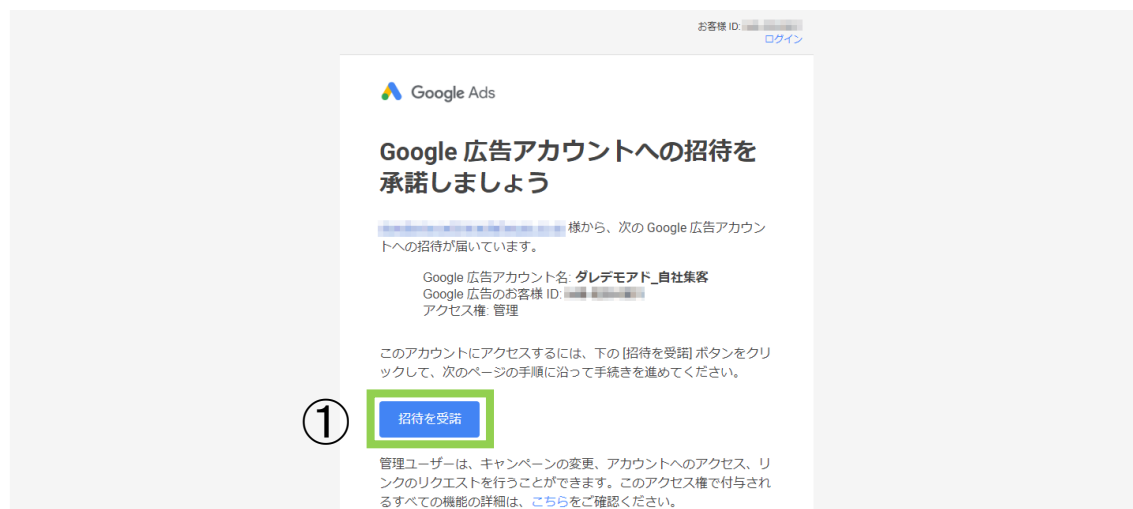 お客様 ID:
ログイン
Google Ads
Google 広告アカウントへの招待を
承諾しましょう
様から、次の Google 広告アカウン
トへの招待が届いています。
Google 広告アカウント名: ダレデモアド_自社集客
Google 広告のお客様 ID:
アクセス権: 管理
このアカウントにアクセスするには、下の [招待を受諾] ボタンをクリ
ックして、次のページの手順に沿って手続きを進めてください。
① 招待を受諾
管理ユーザーは、キャンペーンの変更、アカウントへのアクセス、リ
ンクのリクエストを行うことができます。このアクセス権で付与され
るすべての機能の詳細は、こちらをご確認ください。